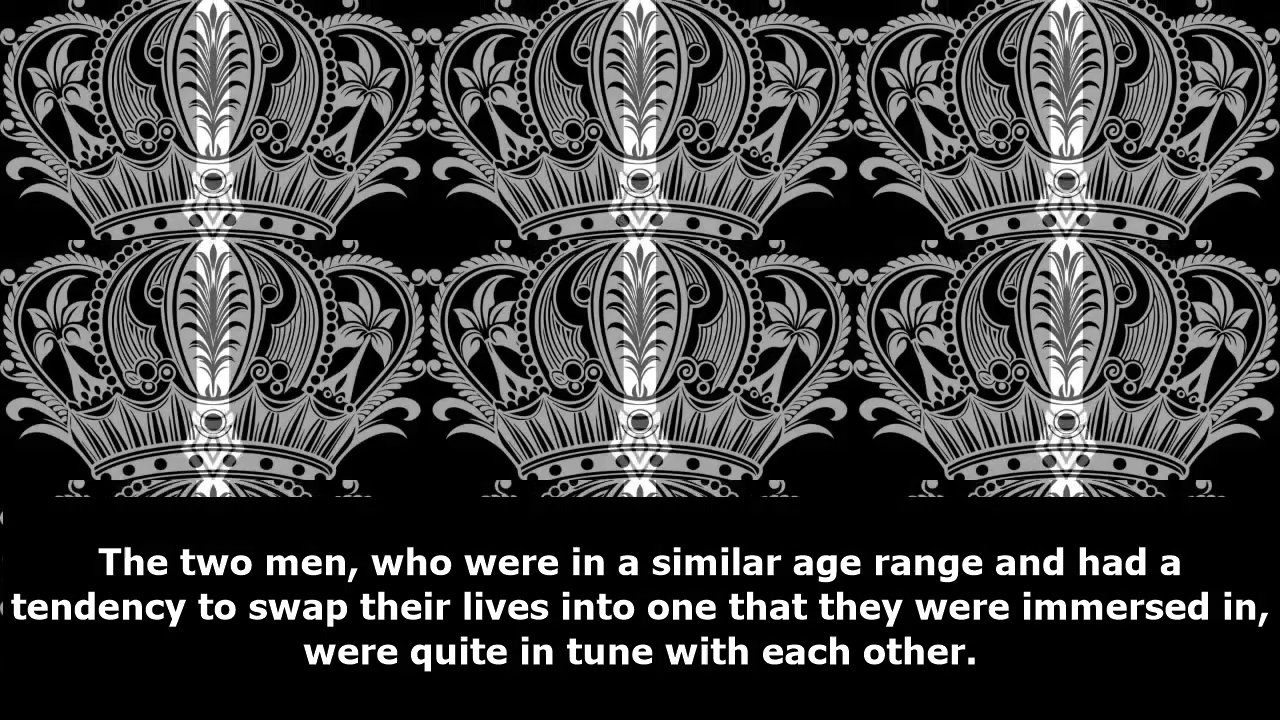 The two men, who were in a similar age range and had a
tendency to swap their lives into one that they were immersed in,
were quite in tune with each other.